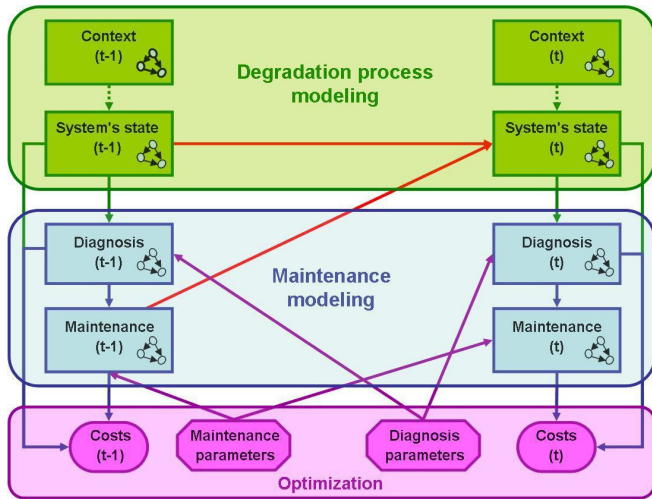 Context
(t-1)
Context
(t)
Degradation process
modeling
System's state
(t-1)
System's state
(t)
Diagnosis
(t-1)
Diagnosis
(t)
Maintenance
modeling
Maintenance
(t-1)
Maintenance
(t)
Costs
(t-1)
Maintenance
parameters
Diagnosis
parameters
Costs
(t)
Optimization